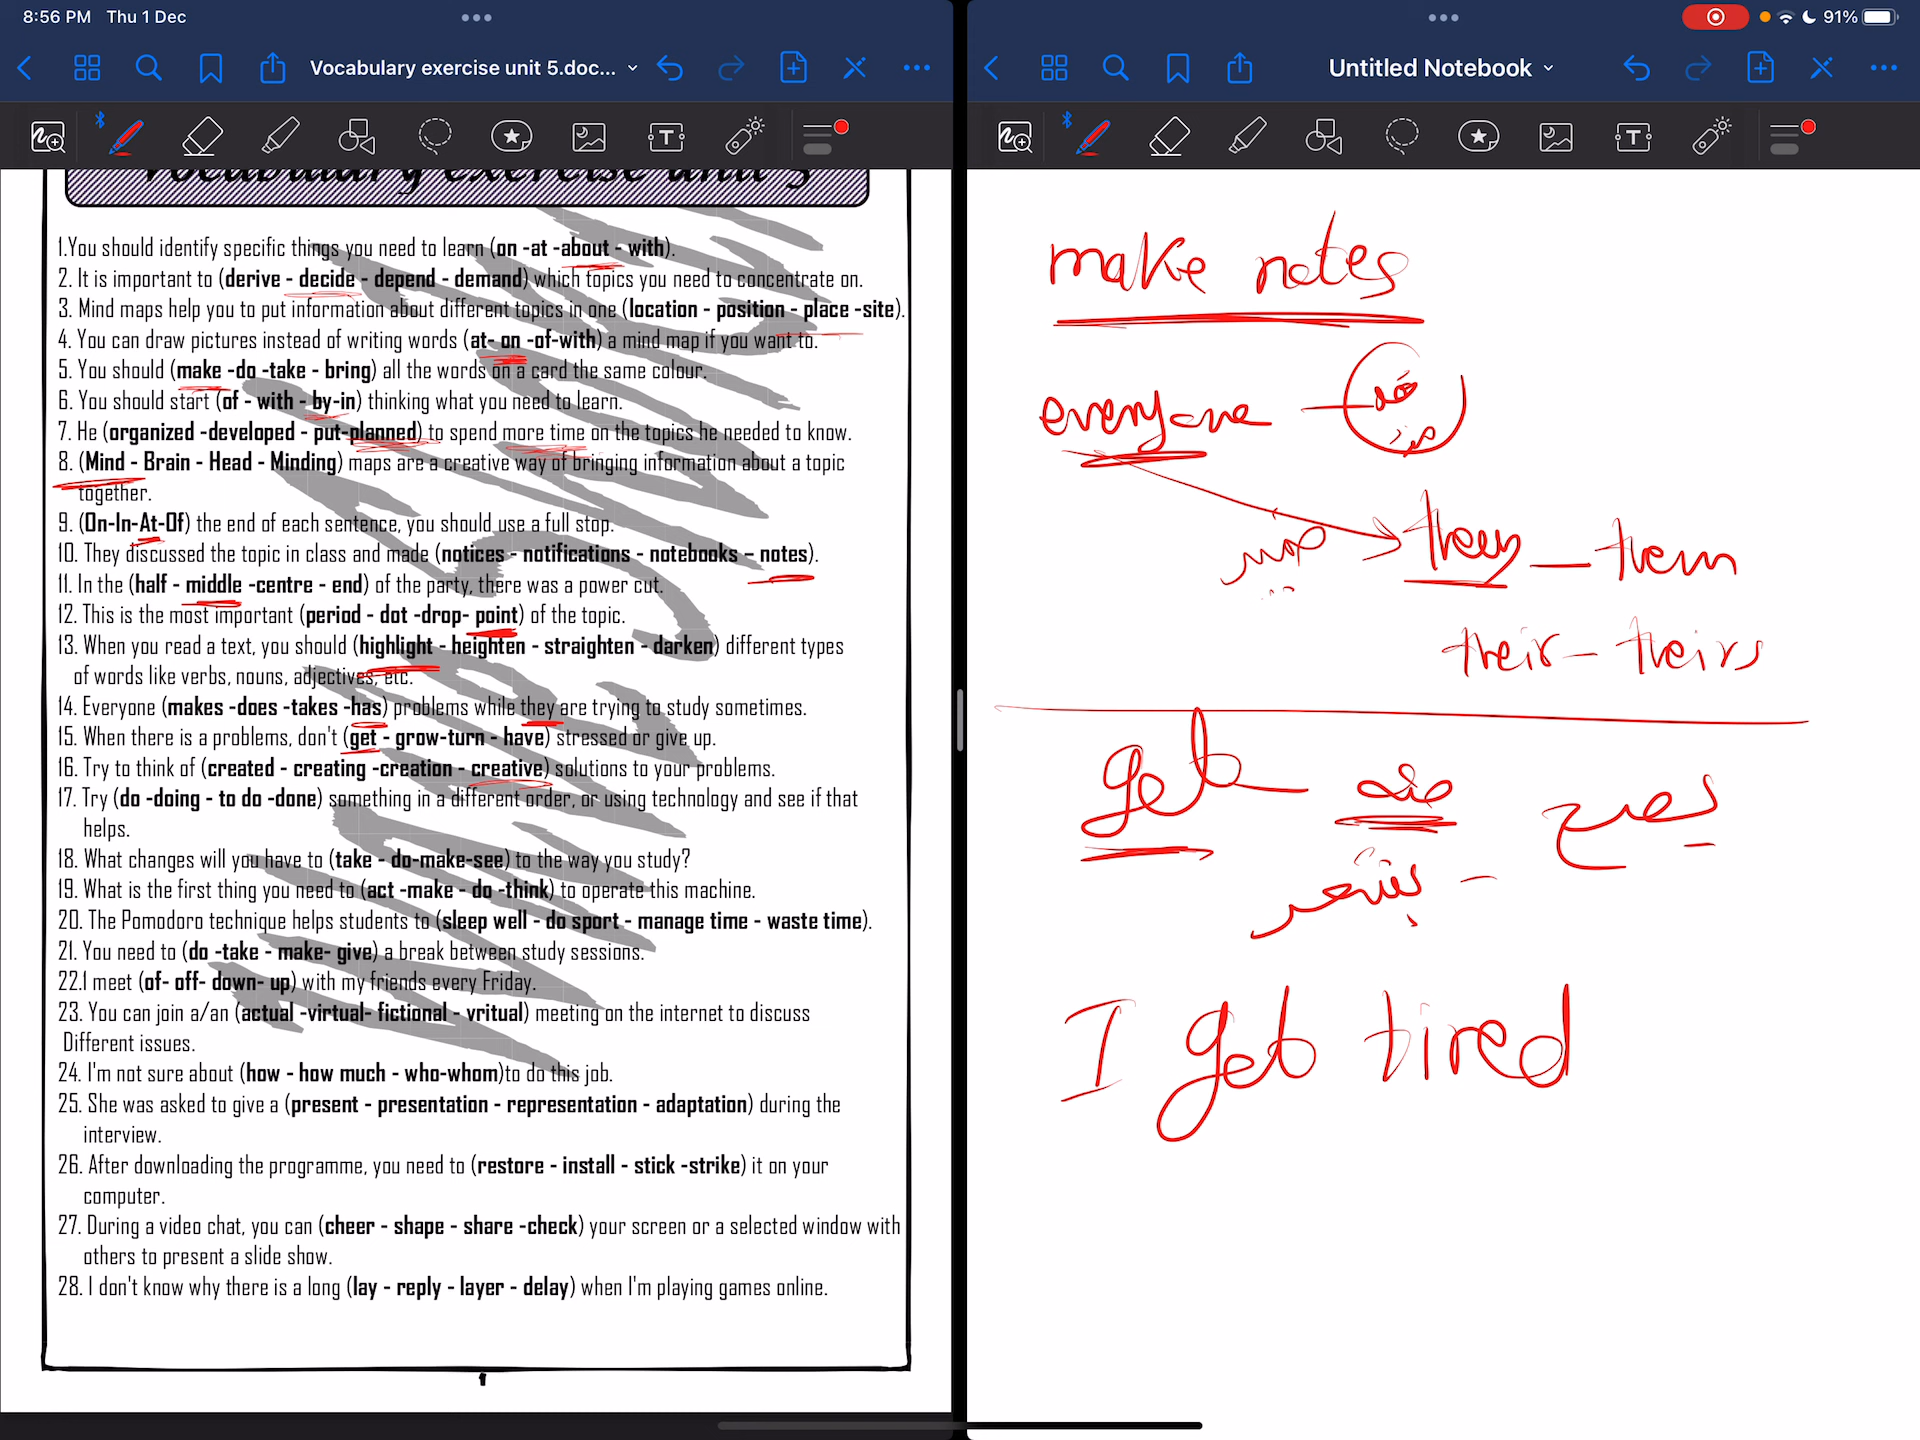 8:56 PM Thu 1 Dec
91%
Vocabulary exercise unit 5.doc...
Untitled Notebook
Vocabulary exercise unit 5
1.You should identify specific things you need to learn (on -at -about - with).
2. It is important to (derive - decide - depend - demand) which topics you need to concentrate on.
3. Mind maps help you to put information about different topics in one (location - position - place -site).
4. You can draw pictures instead of writing words (at- on -of-with) a mind map if you want to.
5. You should (make -do -take - bring) all the words on a card the same colour.
6. You should start (of - with - by-in) thinking what you need to learn.
7. He (organized -developed - put-planned) to spend more time on the topics he needed to know.
8. (Mind - Brain - Head - Minding) maps are a creative way of bringing information about a topic
together.
9. (On-In-At-Of) the end of each sentence, you should use a full stop.
10. They discussed the topic in class and made (notices - notifications - notebooks – notes).
11. In the (half - middle -centre - end) of the party, there was a power cut.
12. This is the most important (period - dot -drop- point) of the topic.
13. When you read a text, you should (highlight - heighten - straighten - darken) different types
of words like verbs, nouns, adjectives, etc.
14. Everyone (makes -does -takes -has) problems while they are trying to study sometimes.
15. When there is a problems, don't (get - grow-turn - have) stressed or give up.
16. Try to think of (created - creating -creation - creative) solutions to your problems.
17. Try (do -doing - to do -done) something in a different order, or using technology and see if that
helps.
18. What changes will you have to (take - do-make-see) to the way you study?
19. What is the first thing you need to (act -make - do -think) to operate this machine.
20. The Pomodoro technique helps students to (sleep well - do sport - manage time - waste time).
21. You need to (do -take - make- give) a break between study sessions.
22.I meet (of- off- down- up) with my friends every Friday.
23. You can join a/an (actual -virtual- fictional - vritual) meeting on the internet to discuss
Different issues.
24. I'm not sure about (how - how much - who-whom)to do this job.
25. She was asked to give a (present - presentation - representation - adaptation) during the
interview.
26. After downloading the programme, you need to (restore - install - stick -strike) it on your
computer.
27. During a video chat, you can (cheer - shape - share -check) your screen or a selected window with
others to present a slide show.
28. I don't know why there is a long (lay - reply - layer - delay) when I'm playing games online.
1
make notes
everyone
they – them
their – theirs
get يصبح
يشعر -
I get tired